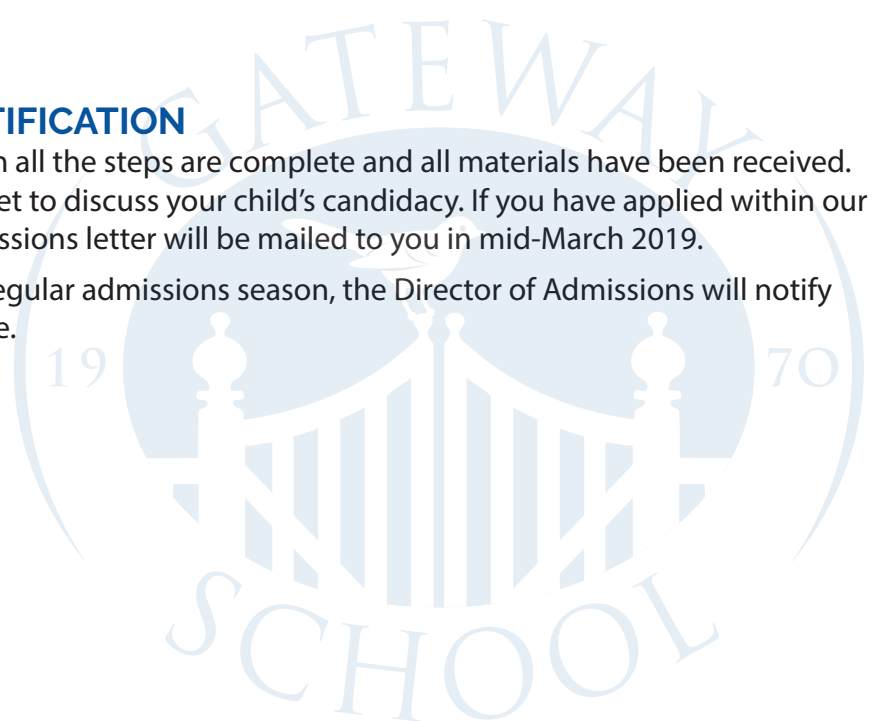 TIFICATION
n all the steps are complete and all materials have been received.
et to discuss your child’s candidacy. If you have applied within our
ssions letter will be mailed to you in mid-March 2019.
egular admissions season, the Director of Admissions will notify
e.
GATEWAY
19 70
SCHOOL